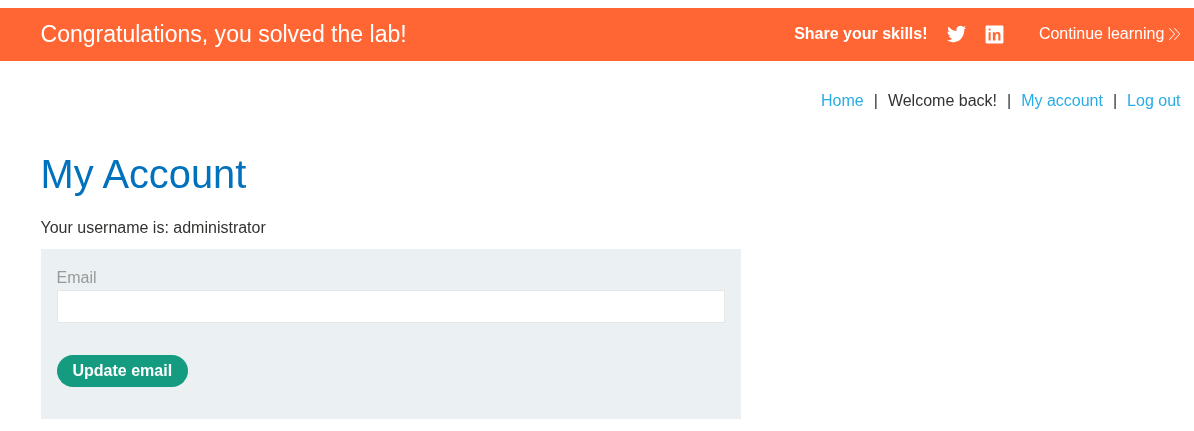 Congratulations, you solved the lab! Share your skills! Continue learning
Home | Welcome back! | My account | Log out
My Account
Your username is: administrator
Email
Update email